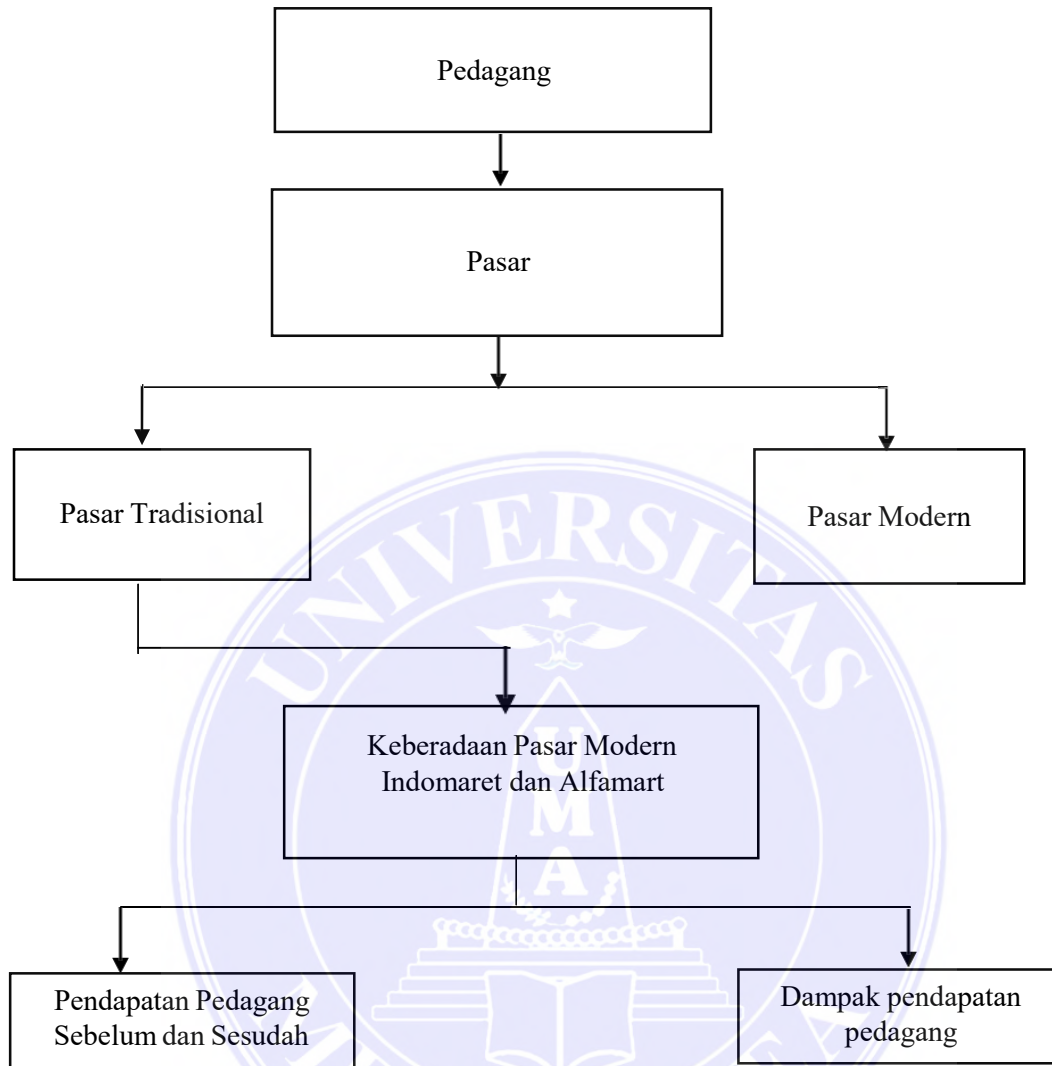 Pedagang
Pasar
Pasar Tradisional
Pasar Modern
UNIVERSITAS
Keberadaan Pasar Modern
Indomaret dan Alfamart
U
M
A
Pendapatan Pedagang
Sebelum dan Sesudah
Dampak pendapatan
pedagang